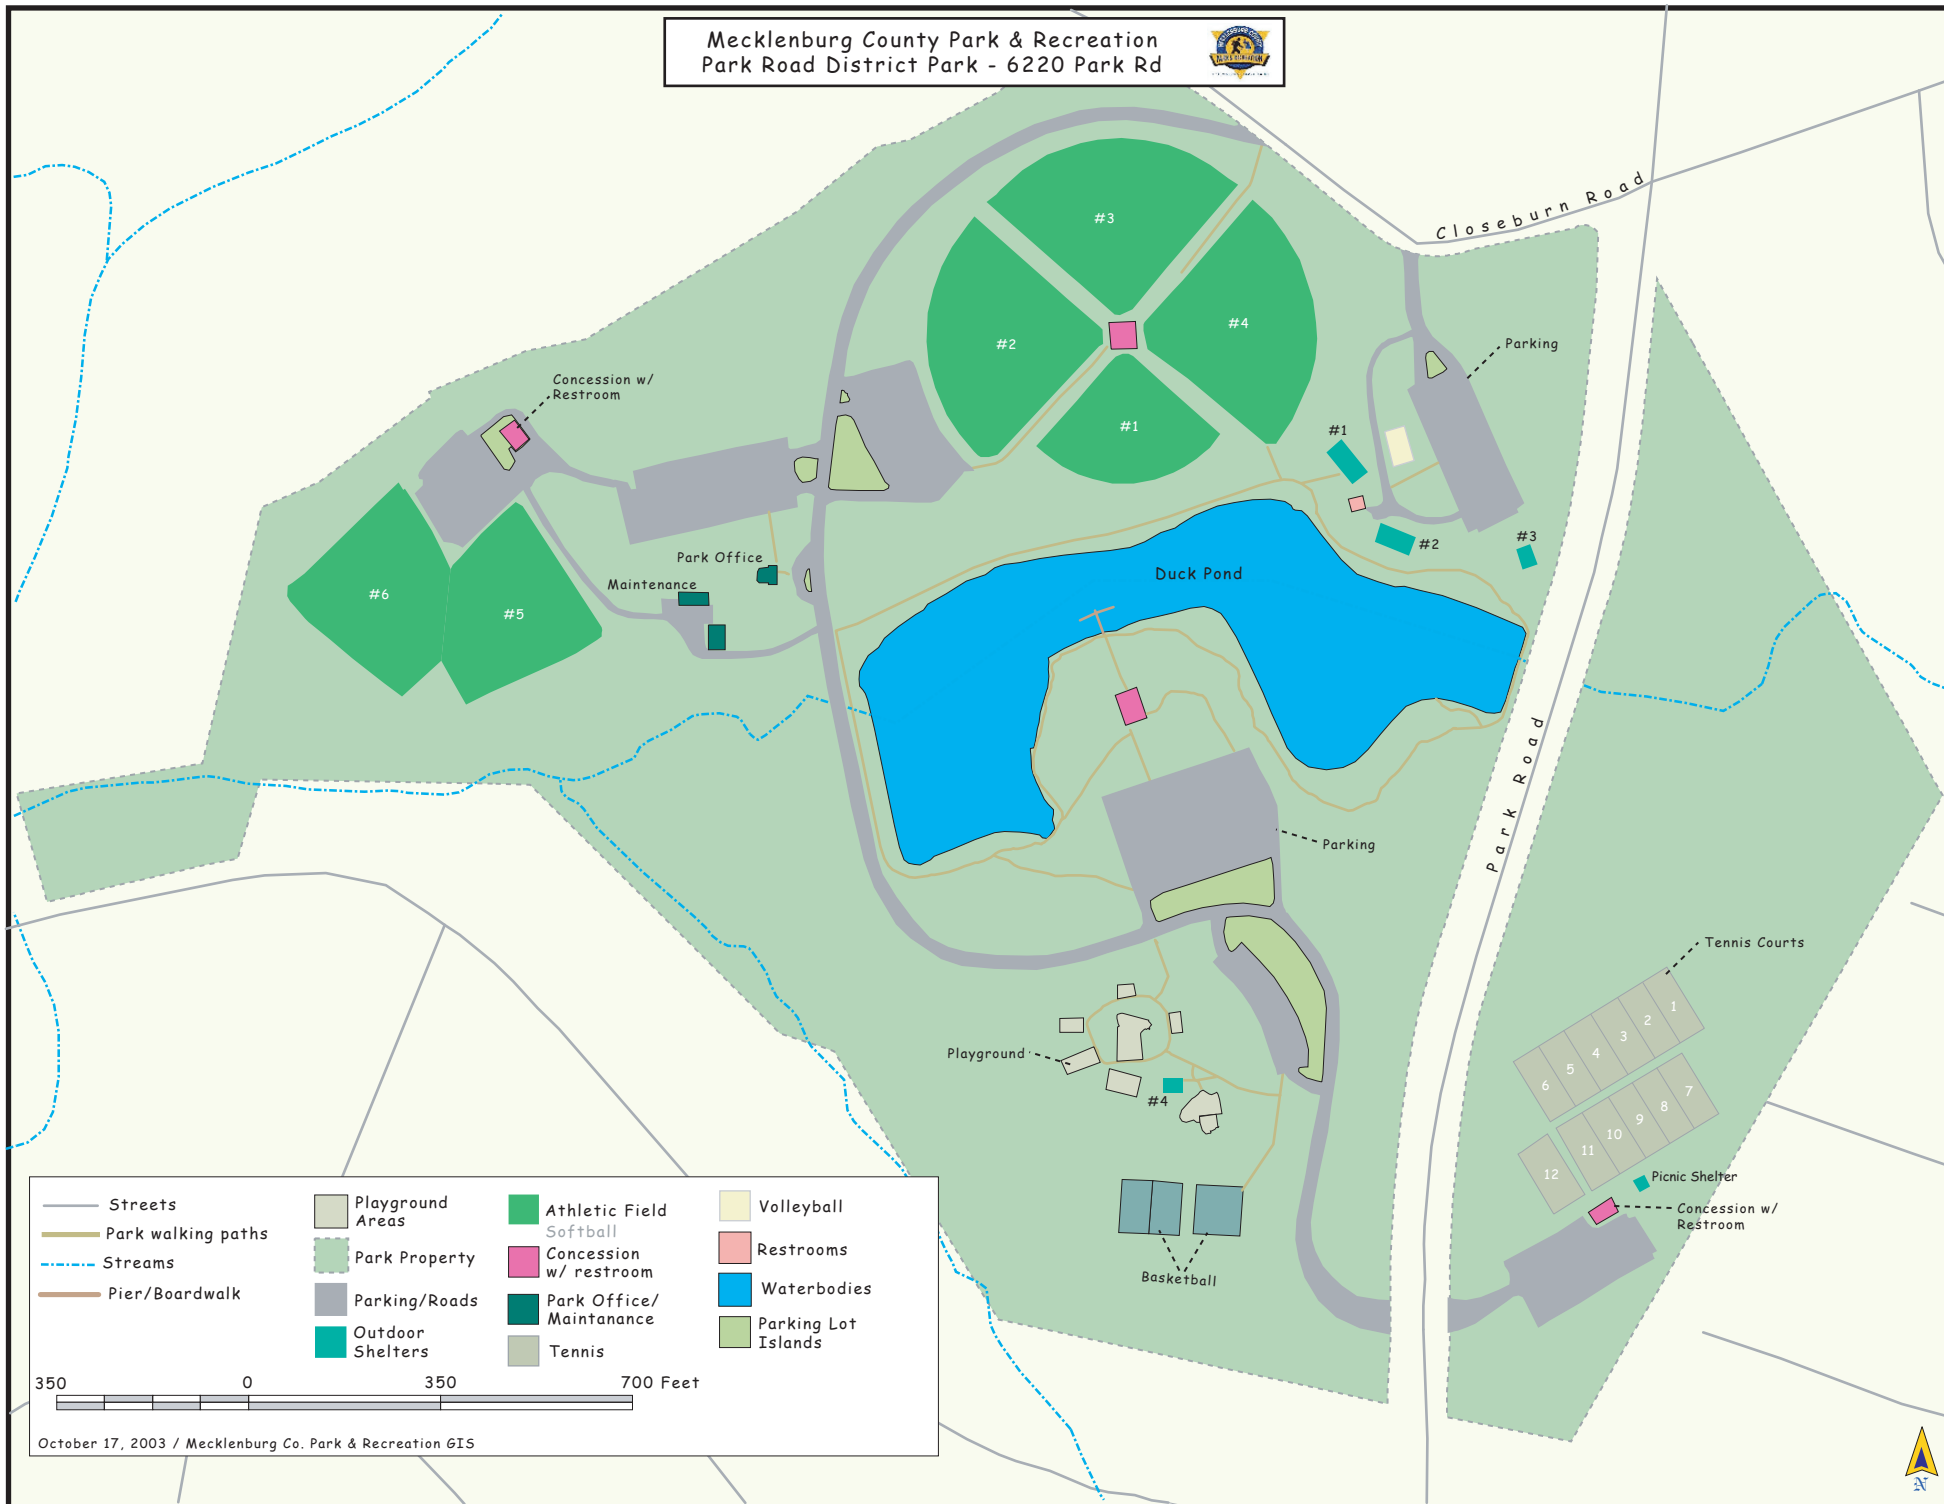 Mecklenburg County Park & Recreation
Park Road District Park - 6220 Park Rd
Closeburn Road
#3
#2
#4
#1
Parking
Concession w/
Restroom
#1
#2
#3
Park Office
Maintenance
#6
#5
Duck Pond
Park Road
Parking
Tennis Courts
1
2
3
4
5
6
7
8
9
10
11
12
Playground
#4
Picnic Shelter
Concession w/
Restroom
Basketball
Streets
Park walking paths
Streams
Pier/Boardwalk
Playground
Areas
Park Property
Parking/Roads
Outdoor
Shelters
Athletic Field
Softball
Concession
w/ restroom
Park Office/
Maintanance
Tennis
Volleyball
Restrooms
Waterbodies
Parking Lot
Islands
350 0 350 700 Feet
October 17, 2003 / Mecklenburg Co. Park & Recreation GIS
N